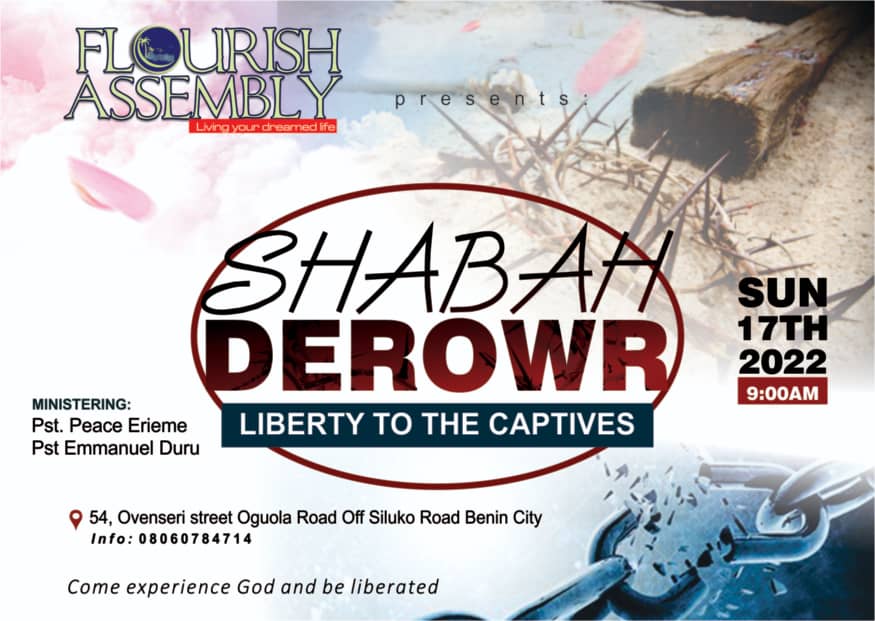 FLOURISH
ASSEMBLY
Living your dreamed life
presents:
SHABAH
DEROWR
LIBERTY TO THE CAPTIVES
SUN
17TH
2022
9:00AM
MINISTERING:
Pst. Peace Erieme
Pst Emmanuel Duru
54, Ovenseri street Oguola Road Off Siluko Road Benin City
Info: 08060784714
Come experience God and be liberated